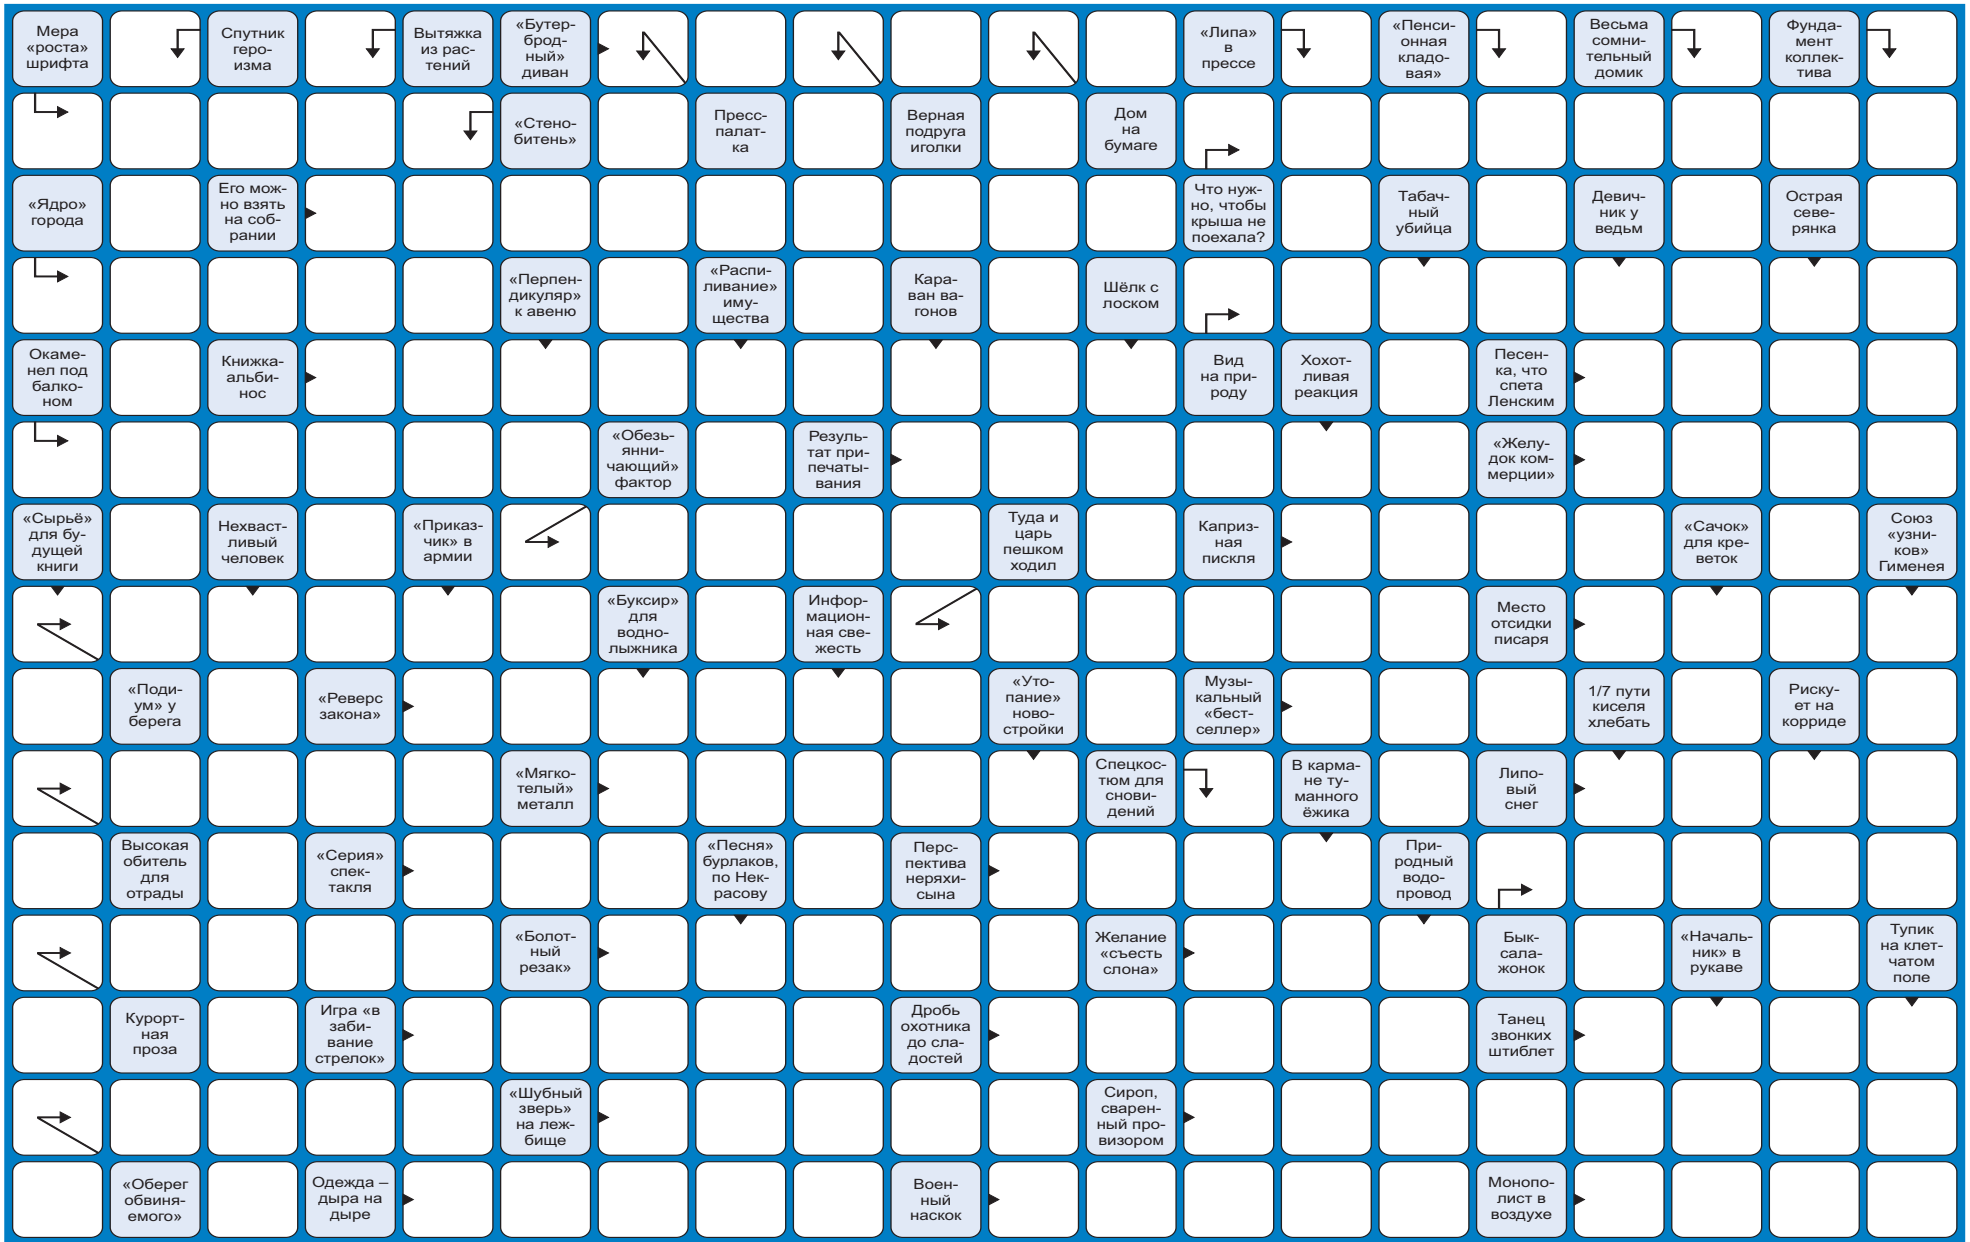 Мера
«роста»
шрифта
Спутник
геро-
изма
Вытяжка
из рас-
тений
«Бутер-
брод-
ный»
диван
«Липа»
в
прессе
«Пенси-
онная
кладо-
вая»
Весьма
сомни-
тельный
домик
Фунда-
мент
коллек-
тива
«Стено-
битень»
Пресс-
палат-
ка
Верная
подруга
иголки
Дом
на
бумаге
«Ядро»
города
Его мож-
но взять
на соб-
рании
Что нуж-
но, чтобы
крыша не
поехала?
Табач-
ный
убийца
Девич-
ник у
ведьм
Острая
севе-
рянка
«Перпен-
дикуляр»
к авеню
«Распи-
ливание»
иму-
щества
Кара-
ван ва-
гонов
Шёлк с
лоском
Окаме-
нел под
балко-
ном
Книжка-
альби-
нос
Вид
на при-
роду
Хохот-
ливая
реакция
Песен-
ка, что
спета
Ленским
«Обезь-
янни-
чающий»
фактор
Резуль-
тат при-
печаты-
вания
«Желу-
док ком-
мерции»
«Сырьё»
для бу-
дущей
книги
Нехваст-
ливый
человек
«Приказ-
чик» в
армии
Туда и
царь
пешком
ходил
Каприз-
ная
пискля
«Сачок»
для кре-
веток
Союз
«узни-
ков»
Гименея
«Буксир»
для
водно-
лыжника
Инфор-
мацион-
ная све-
жесть
Место
отсидки
писаря
«Поди-
ум» у
берега
«Реверс
закона»
«Уто-
пание»
ново-
стройки
Музы-
кальный
«бест-
селлер»
1/7 пути
киселя
хлебать
Риску-
ет на
корриде
«Мягко-
телый»
металл
Спецкос-
тюм для
снови-
дений
В карма-
не ту-
манного
ёжика
Липо-
вый
снег
Высокая
обитель
для
отрады
«Серия»
спек-
такля
«Песня»
бурлаков,
по Нек-
расову
Перс-
пектива
неряхи-
сына
При-
родный
водо-
провод
«Болот-
ный
резак»
Желание
«съесть
слона»
Бык-
сала-
жонок
«Началь-
ник» в
рукаве
Тупик
на клет-
чатом
поле
Курорт-
ная
проза
Игра «в
заби-
вание
стрелок»
Дробь
охотника
до сла-
достей
Танец
звонких
штиблет
«Шубный
зверь»
на леж-
бище
Сироп,
сварен-
ный про-
визором
«Оберег
обвиня-
емого»
Одежда –
дыра на
дыре
Воен-
ный
наскок
Монопо-
лист в
воздухе